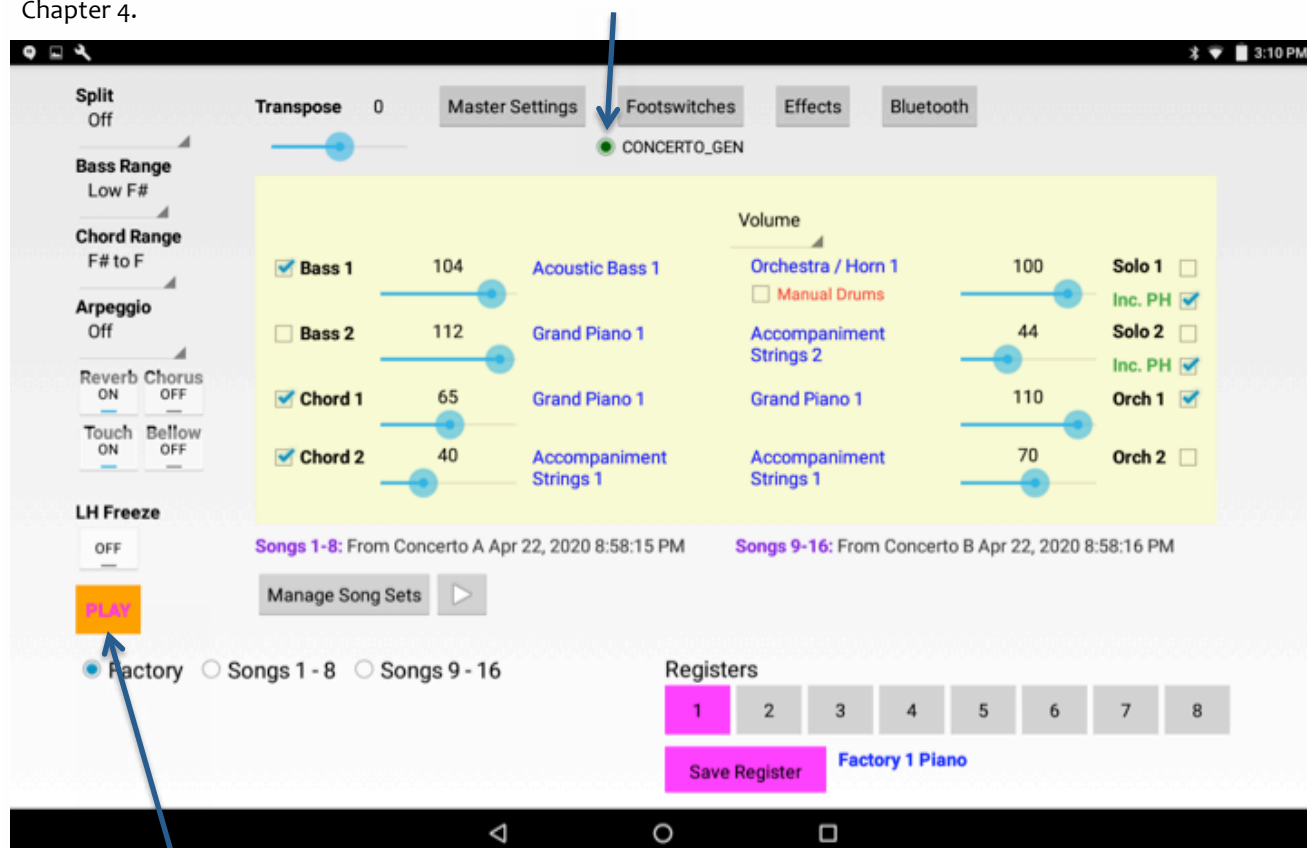 Chapter 4.
3:10 PM
Split
Off
Bass Range
Low F#
Chord Range
F# to F
Arpeggio
Off
Reverb Chorus
ON OFF
Touch Bellow
ON OFF
LH Freeze
OFF
PLAY
Transpose 0 Master Settings Footswitches Effects Bluetooth
CONCERTO_GEN
Volume
Bass 1 104 Acoustic Bass 1 Orchestra / Horn 1 100 Solo 1
Manual Drums Inc. PH
Bass 2 112 Grand Piano 1 Accompaniment 44 Solo 2
Strings 2 Inc. PH
Chord 1 65 Grand Piano 1 Grand Piano 1 110 Orch 1
Chord 2 40 Accompaniment Accompaniment 70 Orch 2
Strings 1 Strings 1
Songs 1-8: From Concerto A Apr 22, 2020 8:58:15 PM Songs 9-16: From Concerto B Apr 22, 2020 8:58:16 PM
Manage Song Sets
Factory Songs 1 - 8 Songs 9 - 16
Registers
1 2 3 4 5 6 7 8
Save Register Factory 1 Piano